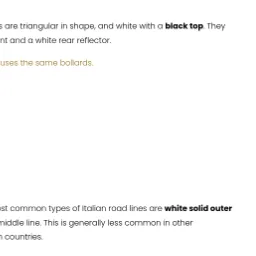 s are triangular in shape, and white with a black top. They
nt and a white rear reflector.
uses the same bollards.
st common types of Italian road lines are white solid outer
middle line. This is generally less common in other
n countries.